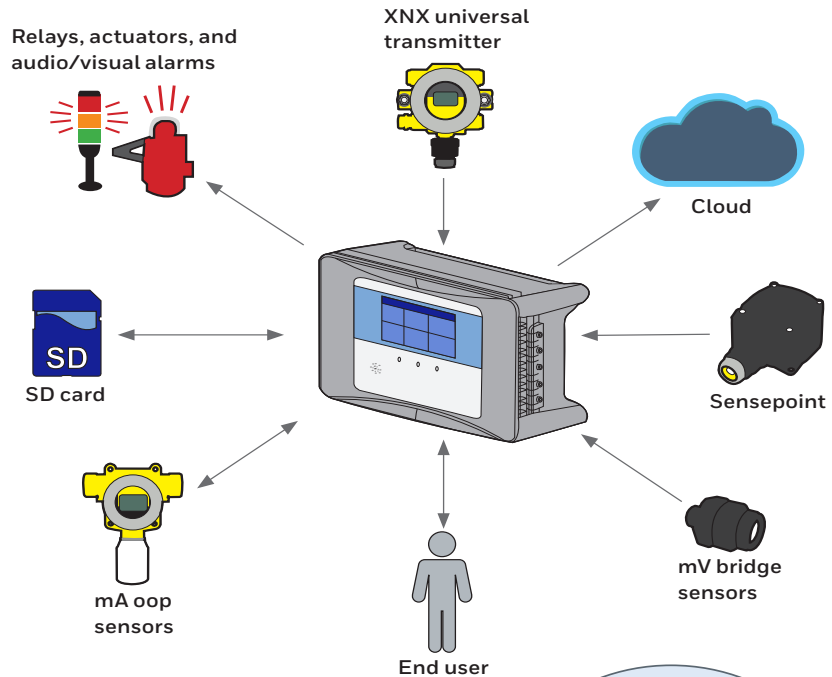 XNX universal
transmitter
Relays, actuators, and
audio/visual alarms
Cloud
SD
SD card
Sensepoint
mA oop
sensors
mV bridge
sensors
End user